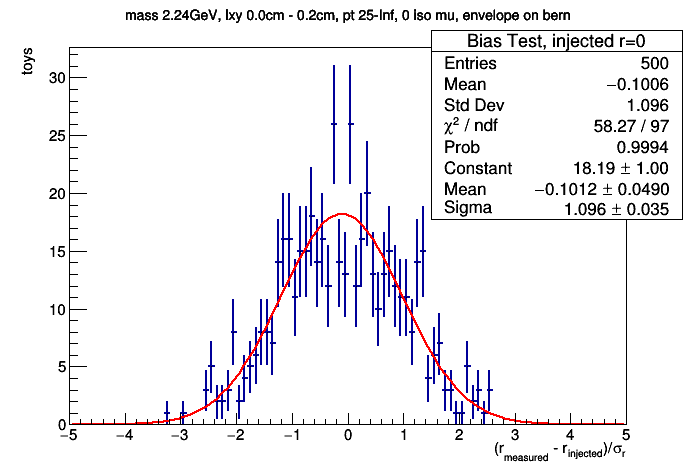 mass 2.24GeV, lxy 0.0cm - 0.2cm, pt 25-Inf, 0 Iso mu, envelope on bern
toys
Bias Test, injected r=0
Entries 500
Mean −0.1006
Std Dev 1.096
χ² / ndf 58.27 / 97
Prob 0.9994
Constant 18.19 ± 1.00
Mean −0.1012 ± 0.0490
Sigma 1.096 ± 0.035
30
25
20
15
10
5
0
−5 −4 −3 −2 −1 0 1 2 3 4 5
(r_measured - r_injected)/σ_r